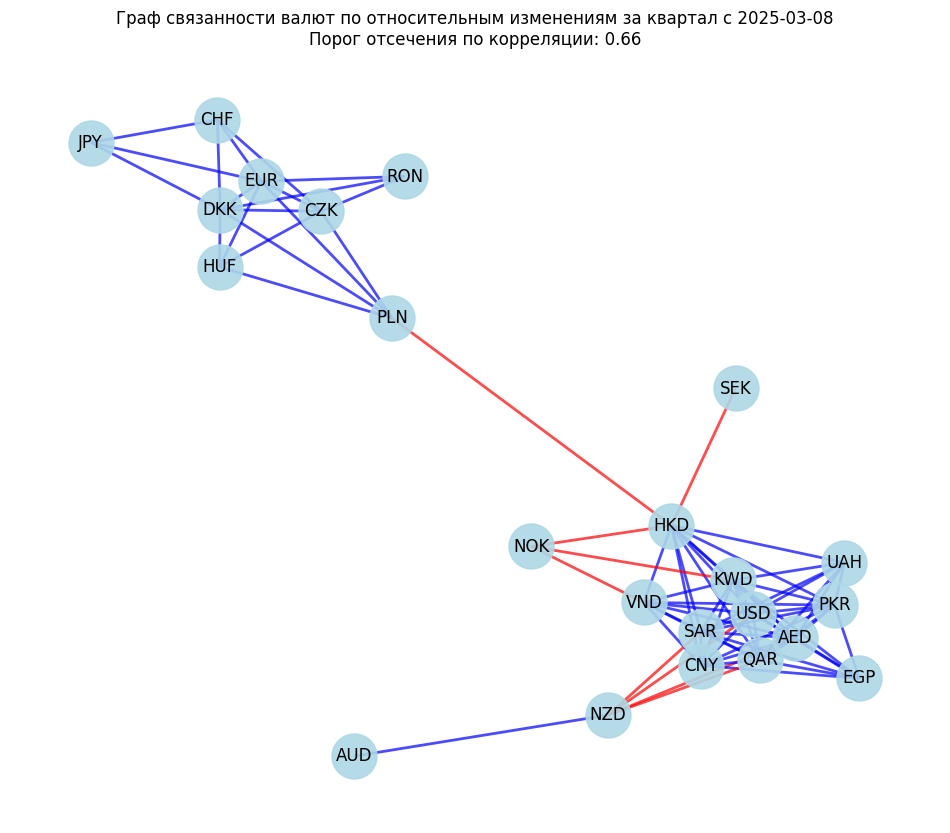 Граф связанности валют по относительным изменениям за квартал с 2025-03-08
Порог отсечения по корреляции: 0.66
CHF
JPY
RON
EUR
DKK
CZK
HUF
PLN
SEK
HKD
NOK
UAH
KWD
VND
PKR
USD
SAR
AED
QAR
CNY
EGP
NZD
AUD